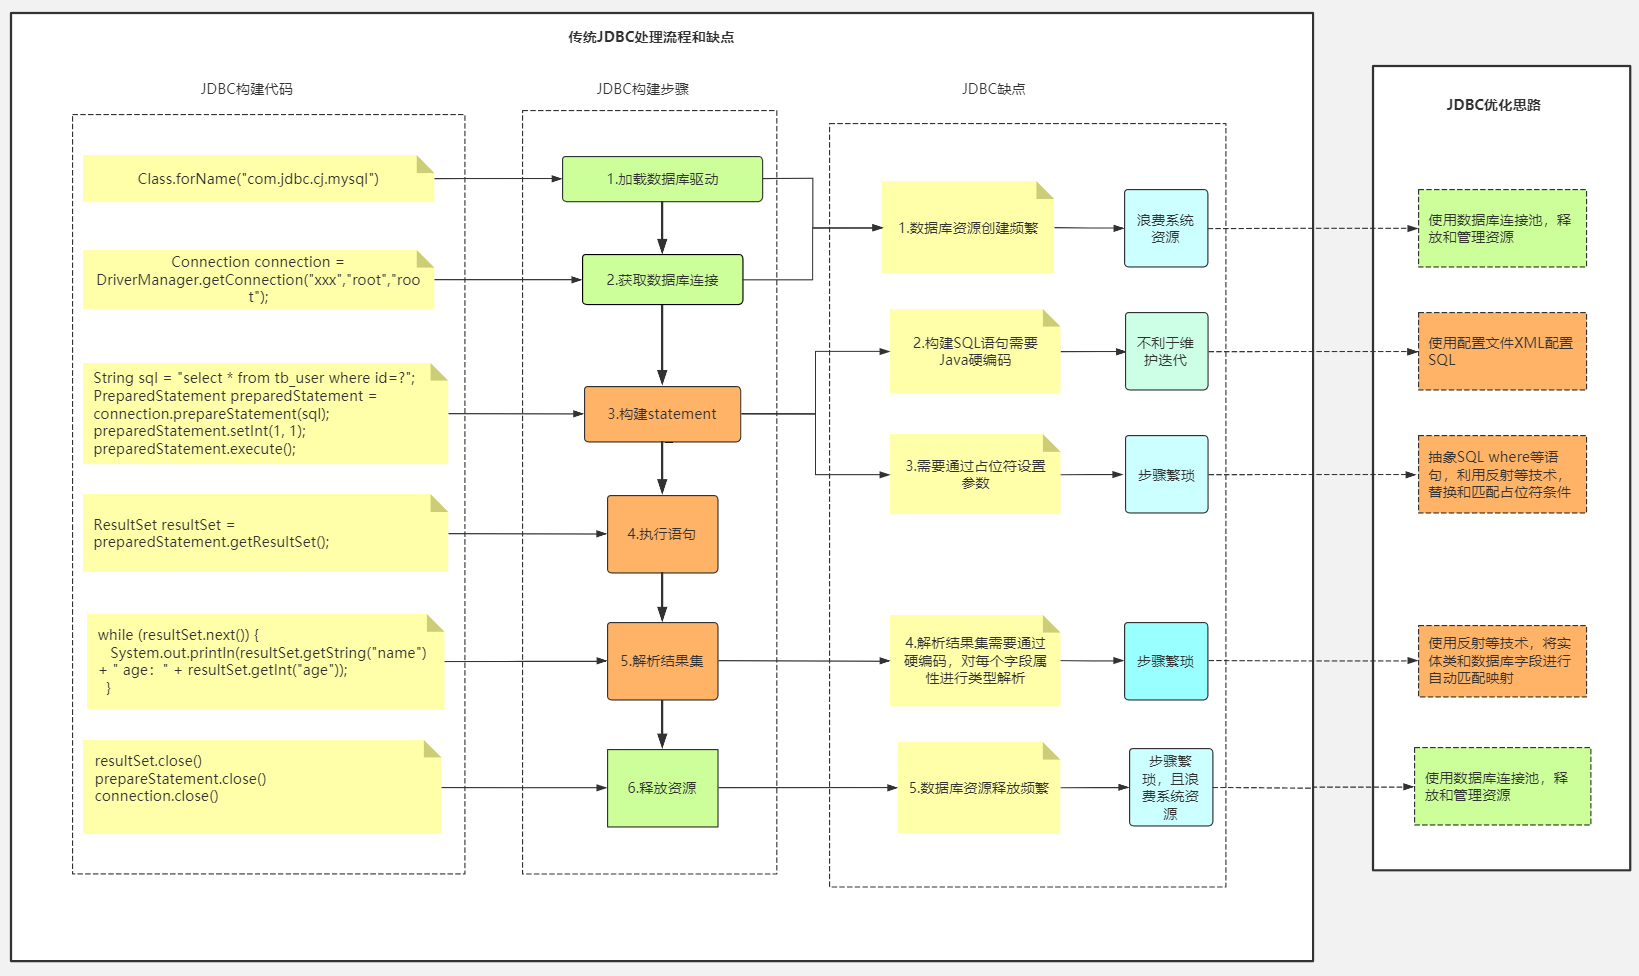 传统JDBC处理流程和缺点
JDBC构建代码
Class.forName("com.jdbc.cj.mysql")
Connection connection =
DriverManager.getConnection("xxx","root","roo
t");
String sql = "select * from tb_user where id=?";
PreparedStatement preparedStatement =
connection.prepareStatement(sql);
preparedStatement.setInt(1, 1);
preparedStatement.execute();
ResultSet resultSet =
preparedStatement.getResultSet();
while (resultSet.next()) {
System.out.println(resultSet.getString("name")
+ " age：" + resultSet.getInt("age"));
}
resultSet.close()
prepareStatement.close()
connection.close()
JDBC构建步骤
1.加载数据库驱动
2.获取数据库连接
3.构建statement
4.执行语句
5.解析结果集
6.释放资源
JDBC缺点
1.数据库资源创建频繁
浪费系统
资源
2.构建SQL语句需要
Java硬编码
不利于维
护迭代
3.需要通过占位符设置
参数
步骤繁琐
4.解析结果集需要通过
硬编码，对每个字段属
性进行类型解析
步骤繁琐
5.数据库资源释放频繁
步骤繁
琐，且浪
费系统资
源
JDBC优化思路
使用数据库连接池，释
放和管理资源
使用配置文件XML配置
SQL
抽象SQL where等语
句，利用反射等技术，
替换和匹配占位符条件
使用反射等技术，将实
体类和数据库字段进行
自动匹配映射
使用数据库连接池，释
放和管理资源